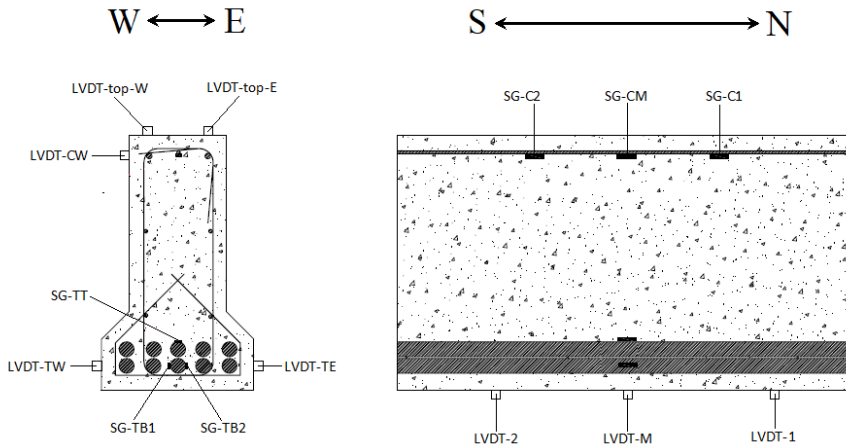 W E
S N
LVDT-top-W
LVDT-top-E
SG-C2
SG-CM
SG-C1
LVDT-CW
SG-TT
LVDT-TW
LVDT-TE
SG-TB1
SG-TB2
LVDT-2
LVDT-M
LVDT-1